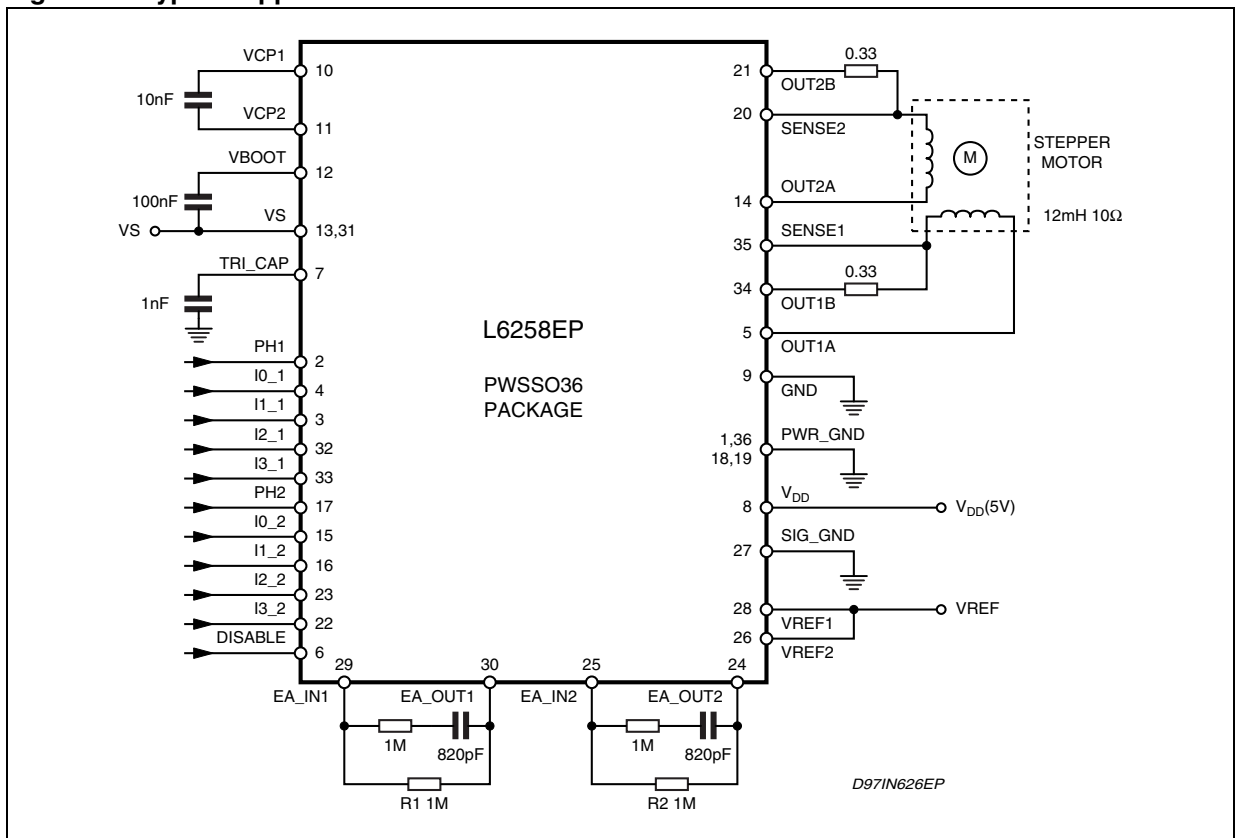 VCP1
10
10nF
VCP2
11
VBOOT
12
100nF
VS
VS
13,31
TRI_CAP
7
1nF
PH1
2
I0_1
4
I1_1
3
I2_1
32
I3_1
33
PH2
17
I0_2
15
I1_2
16
I2_2
23
I3_2
22
DISABLE
6
L6258EP
PWSSO36
PACKAGE
0.33
21
OUT2B
20
SENSE2
STEPPER
MOTOR
M
OUT2A
14
12mH 10Ω
SENSE1
35
0.33
34
OUT1B
5
OUT1A
9
GND
1,36
18,19
PWR_GND
VDD
8
VDD(5V)
SIG_GND
27
28
VREF
VREF1
26
VREF2
29
30
25
24
EA_IN1
EA_OUT1
EA_IN2
EA_OUT2
1M
820pF
1M
820pF
R1 1M
R2 1M
D97IN626EP